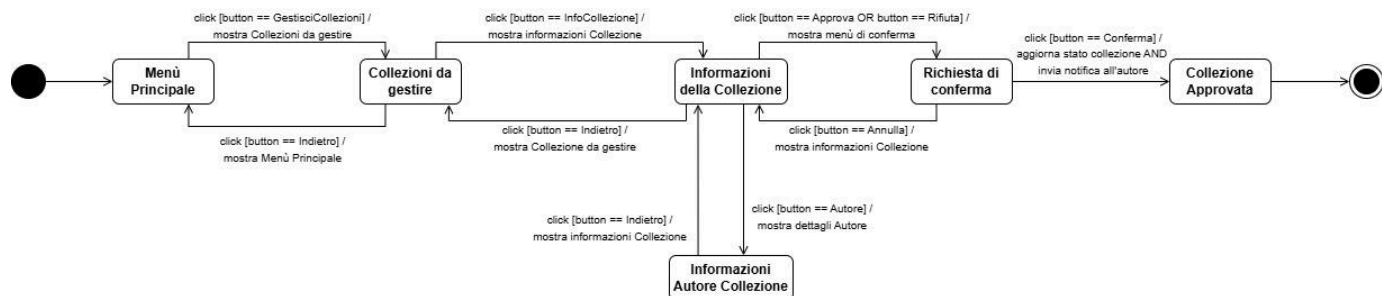 click [button == GestisciCollezioni] /
mostra Collezioni da gestire
click [button == InfoCollezione] /
mostra informazioni Collezione
click [button == Approva OR button == Rifiuta] /
mostra menù di conferma
click [button == Conferma] /
aggiorna stato collezione AND
invia notifica all'autore
Menù
Principale
Collezioni da
gestire
Informazioni
della Collezione
Richiesta di
conferma
Collezione
Approvata
click [button == Indietro] /
mostra Menù Principale
click [button == Indietro] /
mostra Collezione da gestire
click [button == Annulla] /
mostra informazioni Collezione
click [button == Indietro] /
mostra informazioni Collezione
click [button == Autore] /
mostra dettagli Autore
Informazioni
Autore Collezione